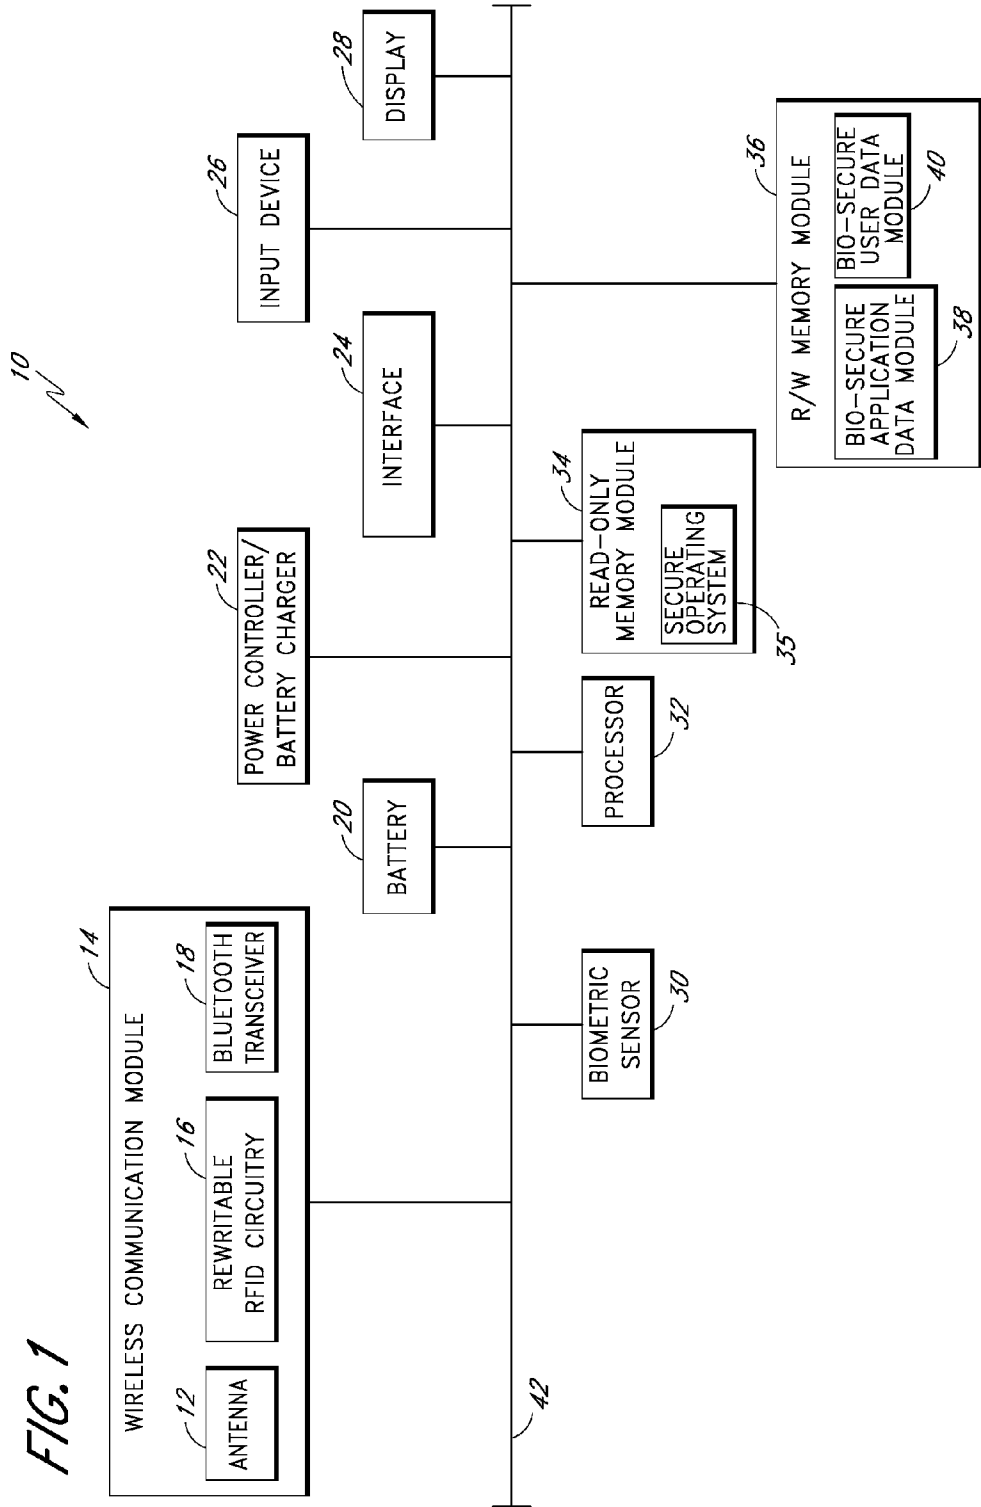 FIG. 1
10
14
WIRELESS COMMUNICATION MODULE
12
ANTENNA
16
REWRITABLE
RFID CIRCUITRY
18
BLUETOOTH
TRANSCEIVER
22
POWER CONTROLLER/
BATTERY CHARGER
26
INPUT DEVICE
20
BATTERY
24
INTERFACE
28
DISPLAY
42
30
BIOMETRIC
SENSOR
32
PROCESSOR
34
READ-ONLY
MEMORY MODULE
SECURE
OPERATING
SYSTEM
35
36
R/W MEMORY MODULE
BIO-SECURE
APPLICATION
DATA MODULE
38
BIO-SECURE
USER DATA
MODULE
40